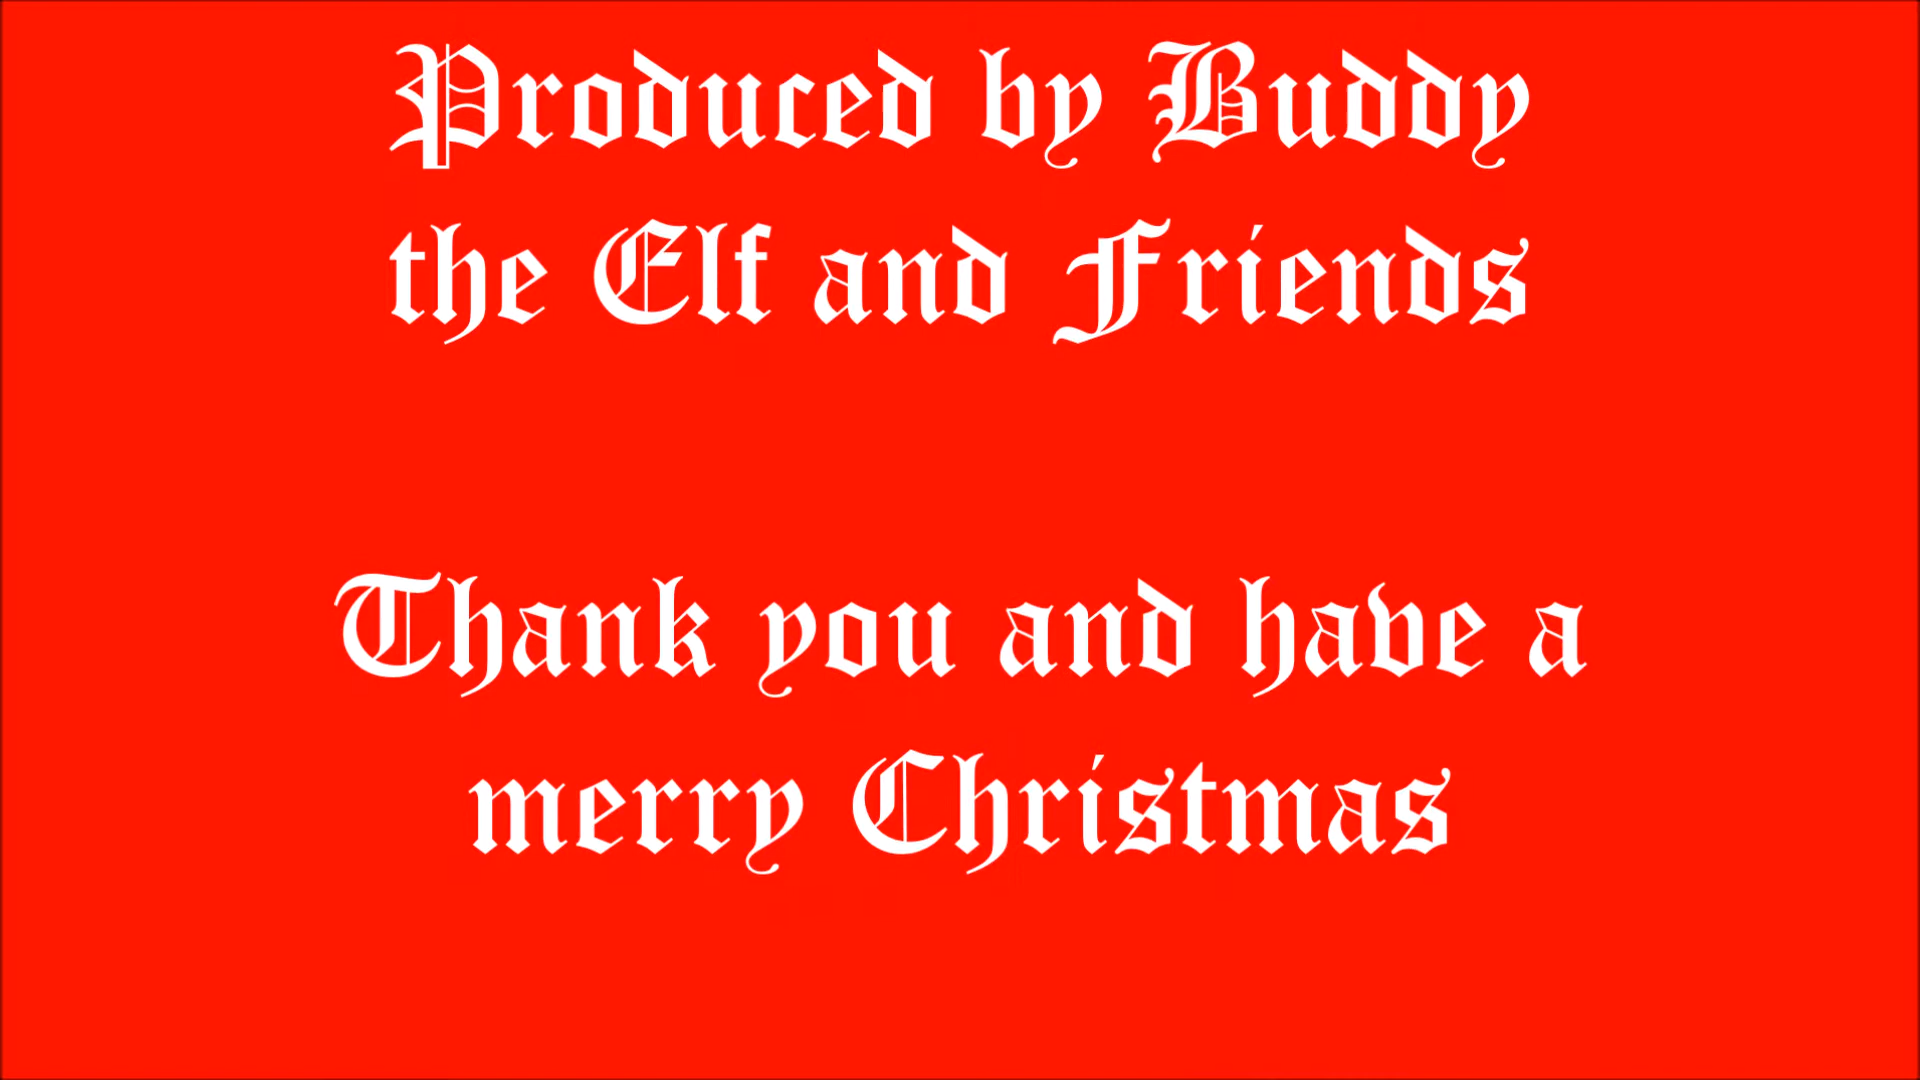 Produced by Buddy
the Elf and Friends
Thank you and have a
merry Christmas